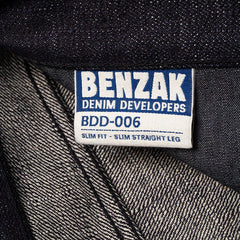 BENZAK
DENIM DEVELOPERS
BDD-006
SLIM FIT - SLIM STRAIGHT LEG